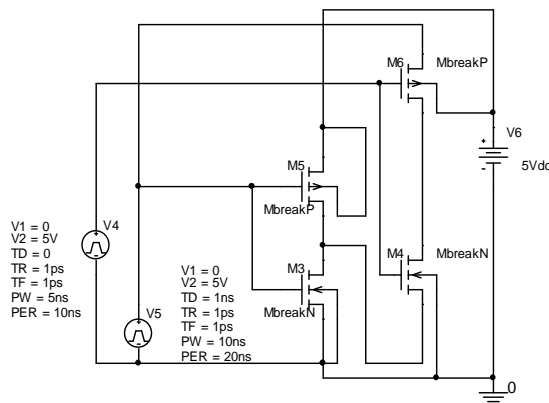 M6
MbreakP
V6
5Vdc
M5
MbreakP
V4
V1 = 0
V2 = 5V
TD = 0
TR = 1ps
TF = 1ps
PW = 5ns
PER = 10ns
V5
V1 = 0
V2 = 5V
TD = 1ns
TR = 1ps
TF = 1ps
PW = 10ns
PER = 20ns
M3
MbreakN
M4
MbreakN
0